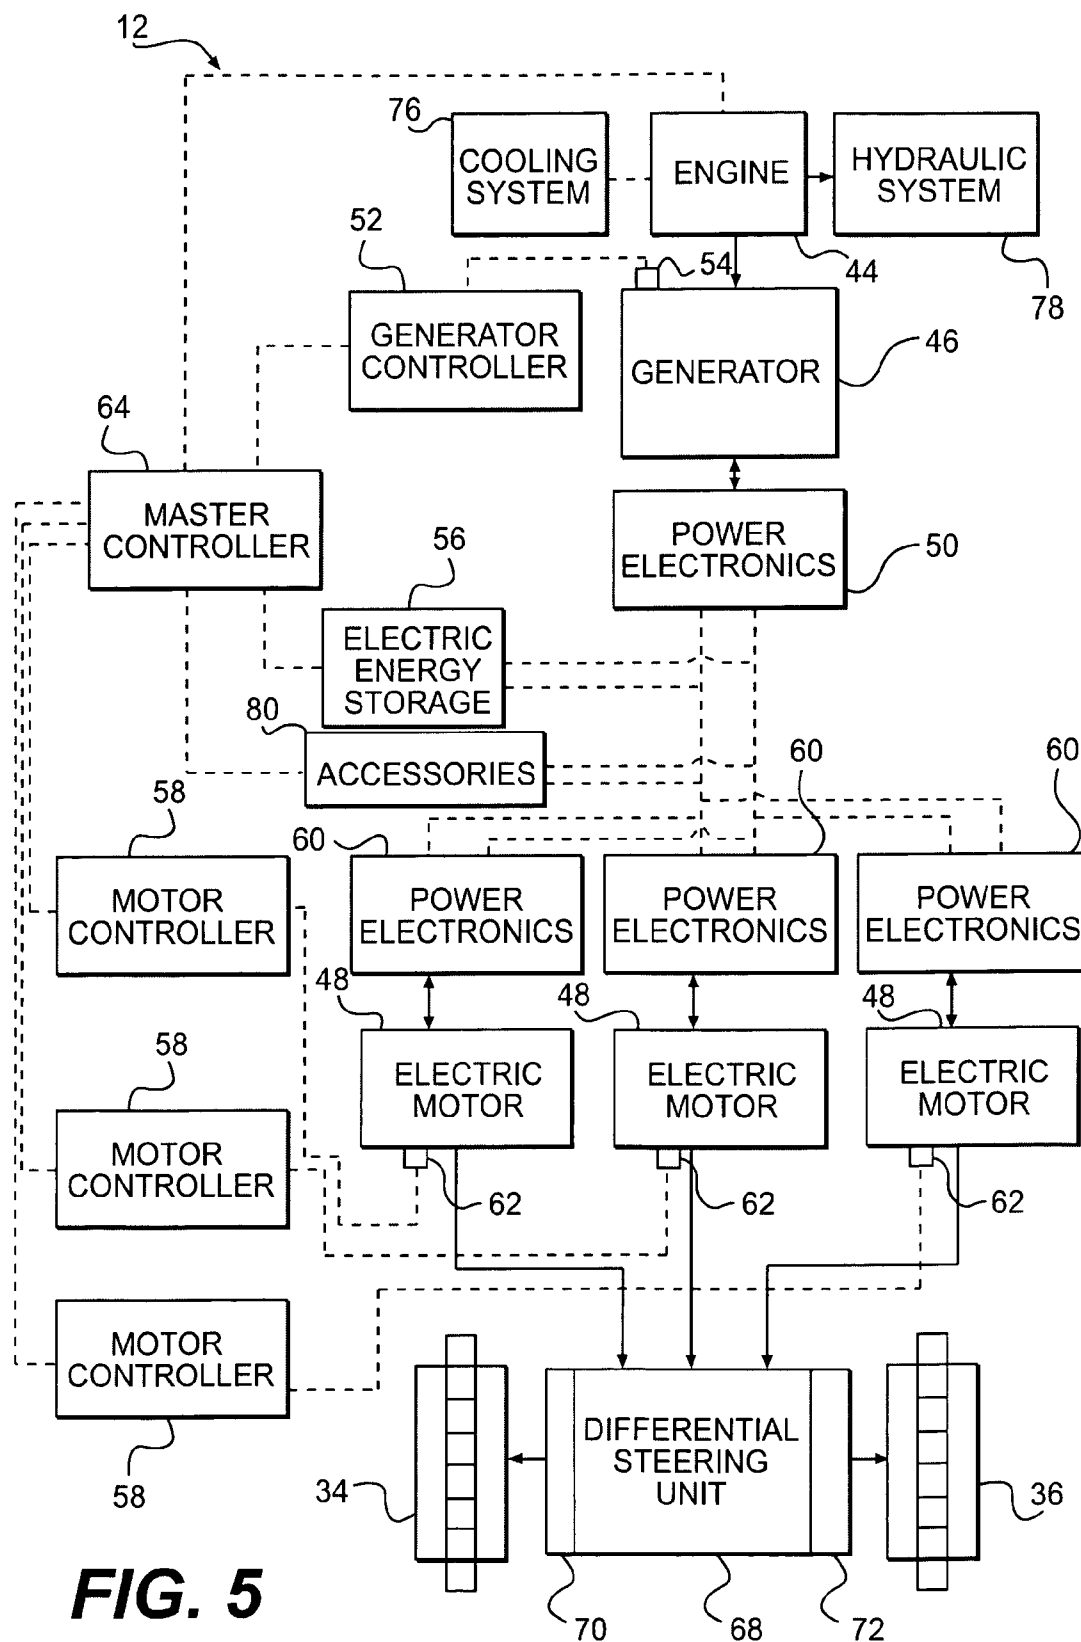 12
76
COOLING
SYSTEM
ENGINE
HYDRAULIC
SYSTEM
52
54
44
78
GENERATOR
CONTROLLER
GENERATOR
46
64
MASTER
CONTROLLER
POWER
ELECTRONICS
50
56
ELECTRIC
ENERGY
STORAGE
80
ACCESSORIES
60
60
58
60
MOTOR
CONTROLLER
POWER
ELECTRONICS
POWER
ELECTRONICS
POWER
ELECTRONICS
48
48
48
58
ELECTRIC
MOTOR
ELECTRIC
MOTOR
ELECTRIC
MOTOR
MOTOR
CONTROLLER
62
62
62
MOTOR
CONTROLLER
58
34
DIFFERENTIAL
STEERING
UNIT
36
FIG. 5
70
68
72